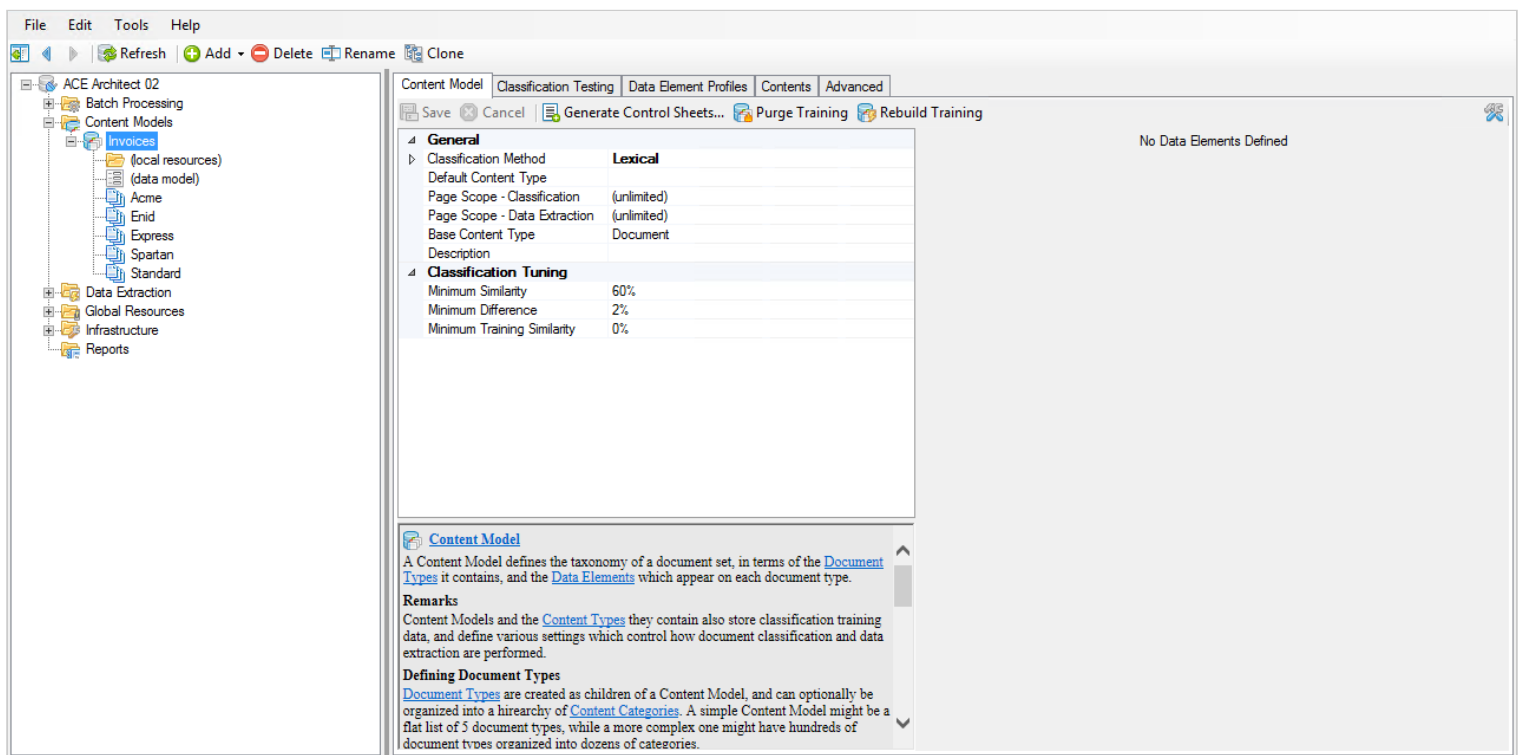 File Edit Tools Help
Refresh Add Delete Rename Clone
ACE Architect 02
Batch Processing
Content Models
Invoices
(local resources)
(data model)
Acme
Enid
Express
Spartan
Standard
Data Extraction
Global Resources
Infrastructure
Reports
Content Model Classification Testing Data Element Profiles Contents Advanced
Save Cancel Generate Control Sheets... Purge Training Rebuild Training
General
Classification Method Lexical
Default Content Type
Page Scope - Classification (unlimited)
Page Scope - Data Extraction (unlimited)
Base Content Type Document
Description
Classification Tuning
Minimum Similarity 60%
Minimum Difference 2%
Minimum Training Similarity 0%
Content Model
A Content Model defines the taxonomy of a document set, in terms of the Document
Types it contains, and the Data Elements which appear on each document type.
Remarks
Content Models and the Content Types they contain also store classification training
data, and define various settings which control how document classification and data
extraction are performed.
Defining Document Types
Document Types are created as children of a Content Model, and can optionally be
organized into a hirearchy of Content Categories. A simple Content Model might be a
flat list of 5 document types, while a more complex one might have hundreds of
document types organized into dozens of categories.
No Data Elements Defined